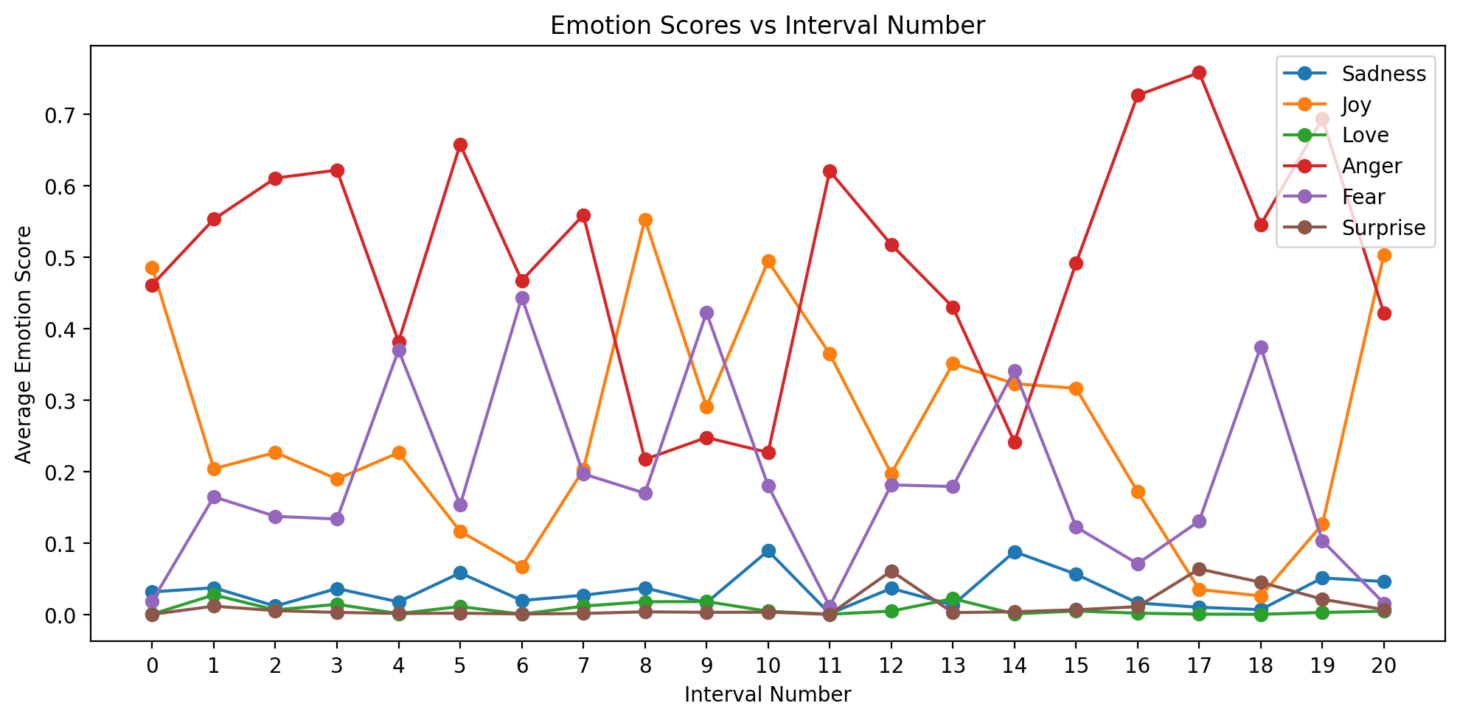 Emotion Scores vs Interval Number
Sadness
Joy
Love
Anger
Fear
Surprise
Average Emotion Score
0.7
0.6
0.5
0.4
0.3
0.2
0.1
0.0
0 1 2 3 4 5 6 7 8 9 10 11 12 13 14 15 16 17 18 19 20
Interval Number